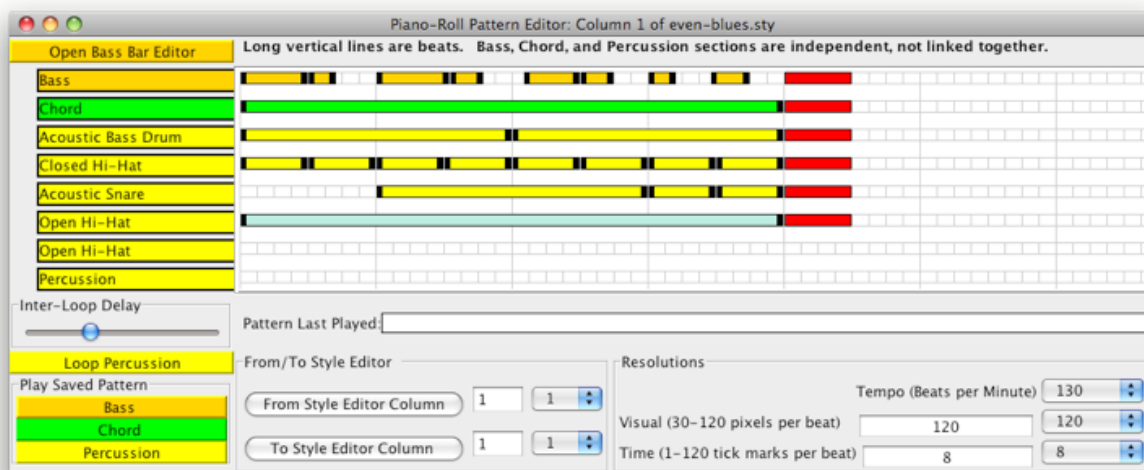 Piano-Roll Pattern Editor: Column 1 of even-blues.sty
Open Bass Bar Editor
Long vertical lines are beats. Bass, Chord, and Percussion sections are independent, not linked together.
Bass
Chord
Acoustic Bass Drum
Closed Hi-Hat
Acoustic Snare
Open Hi-Hat
Open Hi-Hat
Percussion
Inter-Loop Delay
Pattern Last Played:
Loop Percussion
Play Saved Pattern
Bass
Chord
Percussion
From/To Style Editor
From Style Editor Column 1 1
To Style Editor Column 1 1
Resolutions
Tempo (Beats per Minute) 130
Visual (30-120 pixels per beat) 120 120
Time (1-120 tick marks per beat) 8 8